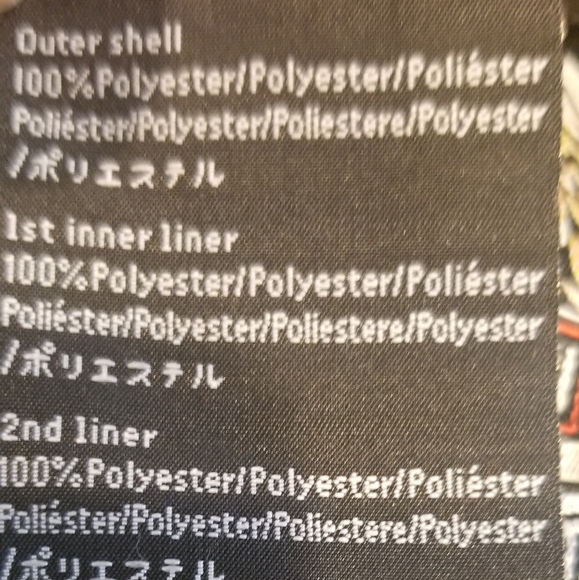 Outer shell
100%Polyester/Polyester/Poliéster
Poliéster/Polyester/Poliestere/Polyester
/ポリエステル
1st inner liner
100%Polyester/Polyester/Poliéster
Poliéster/Polyester/Poliestere/Polyester
/ポリエステル
2nd liner
100%Polyester/Polyester/Poliéster
Poliéster/Polyester/Poliestere/Polyester
/ポリエステル